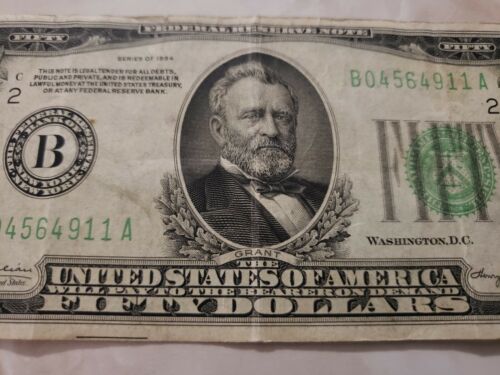 FIFTY FEDERAL RESERVE NOTE FIFTY
SERIES OF 1934
C
2
THIS NOTE IS LEGAL TENDER FOR ALL DEBTS,
PUBLIC AND PRIVATE, AND IS REDEEMABLE IN
LAWFUL MONEY AT THE UNITED STATES TREASURY,
OR AT ANY FEDERAL RESERVE BANK.
B04564911A
2
B
04564911A
WASHINGTON, D.C.
GRANT
THE
UNITED STATES OF AMERICA
WILL PAY TO THE BEARER ON DEMAND
FIFTY DOLLARS